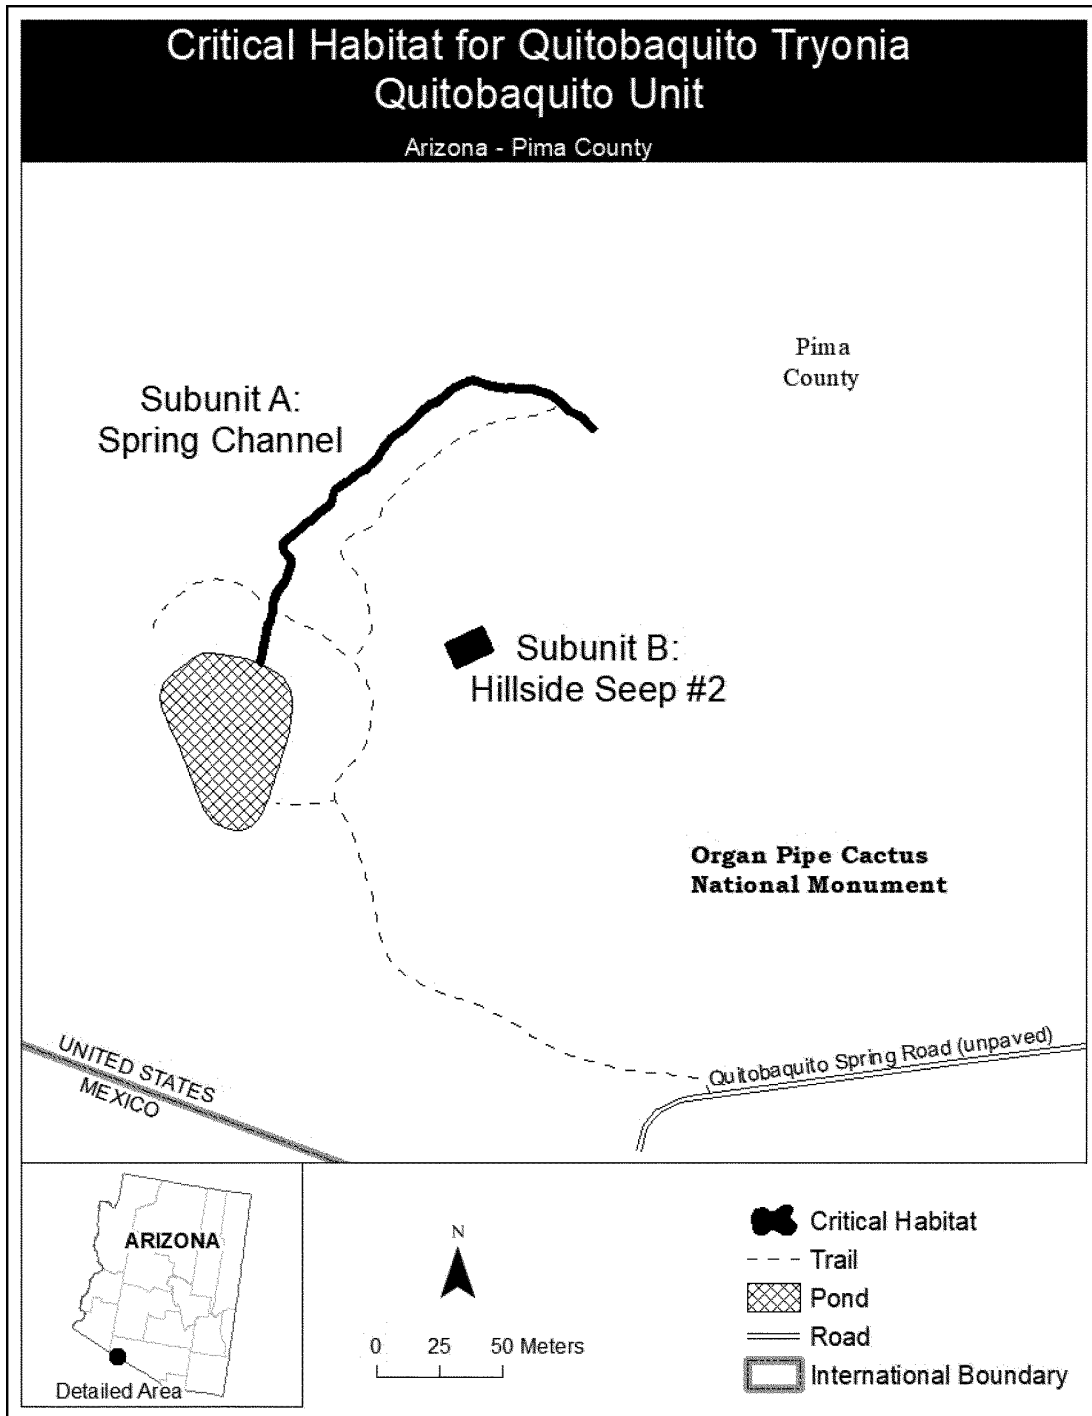 Critical Habitat for Quitobaquito Tryonia
Quitobaquito Unit
Arizona - Pima County
Pima
County
Subunit A:
Spring Channel
Subunit B:
Hillside Seep #2
Organ Pipe Cactus
National Monument
Quitobaquito Spring Road (unpaved)
UNITED STATES
MEXICO
ARIZONA
Detailed Area
N
0 25 50 Meters
Critical Habitat
Trail
Pond
Road
International Boundary